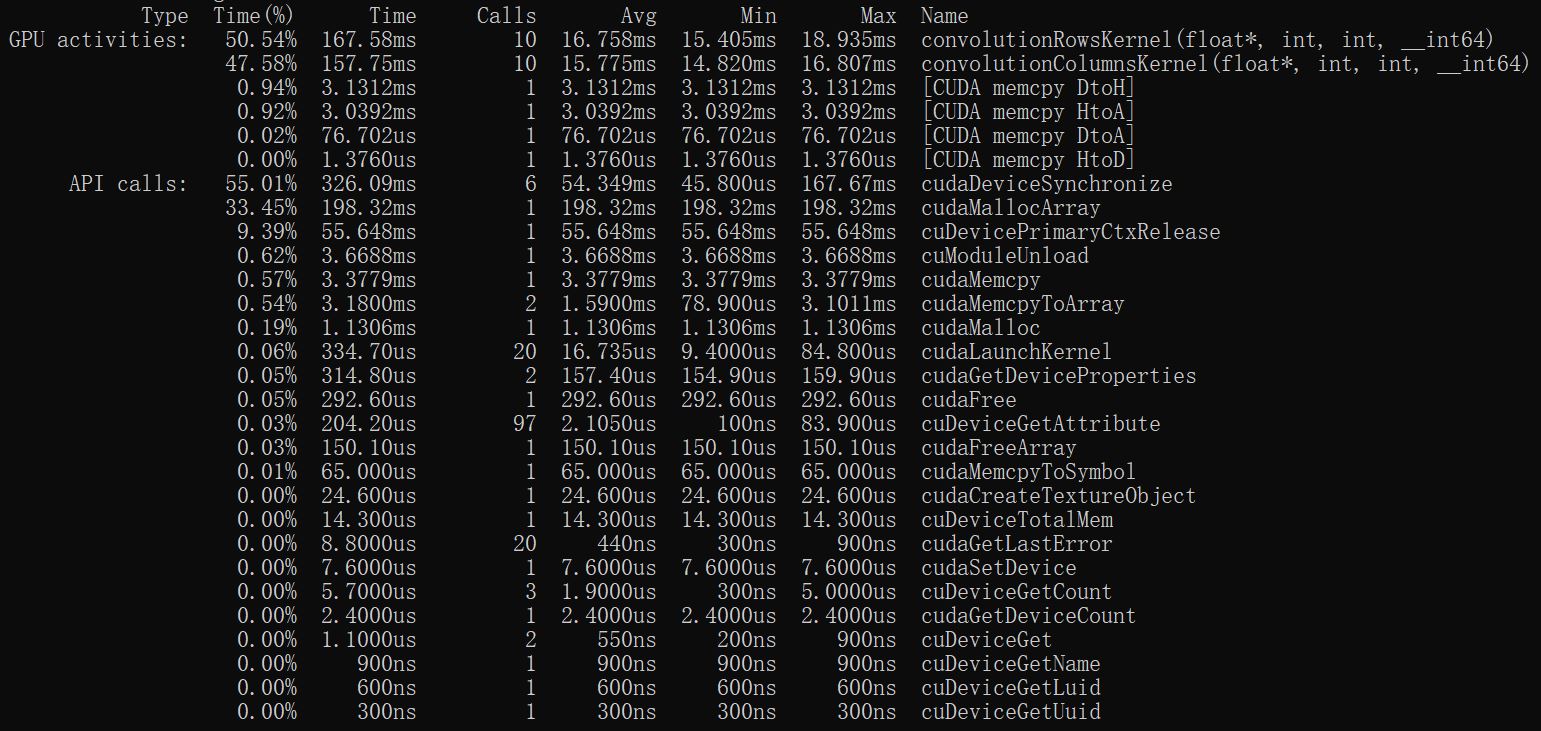 Type Time(%) Time Calls Avg Min Max Name
GPU activities: 50.54% 167.58ms 10 16.758ms 15.405ms 18.935ms convolutionRowsKernel(float*, int, int, __int64)
47.58% 157.75ms 10 15.775ms 14.820ms 16.807ms convolutionColumnsKernel(float*, int, int, __int64)
0.94% 3.1312ms 1 3.1312ms 3.1312ms 3.1312ms [CUDA memcpy DtoH]
0.92% 3.0392ms 1 3.0392ms 3.0392ms 3.0392ms [CUDA memcpy HtoA]
0.02% 76.702us 1 76.702us 76.702us 76.702us [CUDA memcpy DtoA]
0.00% 1.3760us 1 1.3760us 1.3760us 1.3760us [CUDA memcpy HtoD]
API calls: 55.01% 326.09ms 6 54.349ms 45.800us 167.67ms cudaDeviceSynchronize
33.45% 198.32ms 1 198.32ms 198.32ms 198.32ms cudaMallocArray
9.39% 55.648ms 1 55.648ms 55.648ms 55.648ms cuDevicePrimaryCtxRelease
0.62% 3.6688ms 1 3.6688ms 3.6688ms 3.6688ms cuModuleUnload
0.57% 3.3779ms 1 3.3779ms 3.3779ms 3.3779ms cudaMemcpy
0.54% 3.1800ms 2 1.5900ms 78.900us 3.1011ms cudaMemcpyToArray
0.19% 1.1306ms 1 1.1306ms 1.1306ms 1.1306ms cudaMalloc
0.06% 334.70us 20 16.735us 9.4000us 84.800us cudaLaunchKernel
0.05% 314.80us 2 157.40us 154.90us 159.90us cudaGetDeviceProperties
0.05% 292.60us 1 292.60us 292.60us 292.60us cudaFree
0.03% 204.20us 97 2.1050us 100ns 83.900us cuDeviceGetAttribute
0.03% 150.10us 1 150.10us 150.10us 150.10us cudaFreeArray
0.01% 65.000us 1 65.000us 65.000us 65.000us cudaMemcpyToSymbol
0.00% 24.600us 1 24.600us 24.600us 24.600us cudaCreateTextureObject
0.00% 14.300us 1 14.300us 14.300us 14.300us cuDeviceTotalMem
0.00% 8.8000us 20 440ns 300ns 900ns cudaGetLastError
0.00% 7.6000us 1 7.6000us 7.6000us 7.6000us cudaSetDevice
0.00% 5.7000us 3 1.9000us 300ns 5.0000us cuDeviceGetCount
0.00% 2.4000us 1 2.4000us 2.4000us 2.4000us cudaGetDeviceCount
0.00% 1.1000us 2 550ns 200ns 900ns cuDeviceGet
0.00% 900ns 1 900ns 900ns 900ns cuDeviceGetName
0.00% 600ns 1 600ns 600ns 600ns cuDeviceGetLuid
0.00% 300ns 1 300ns 300ns 300ns cuDeviceGetUuid